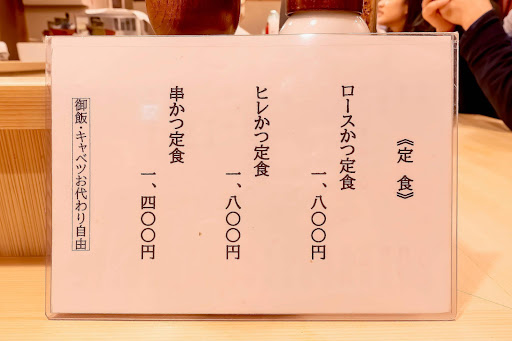 《定食》
ロースかつ定食
一、八〇〇円
ヒレかつ定食
一、八〇〇円
串かつ定食
一、四〇〇円
御飯・キャベツお代わり自由